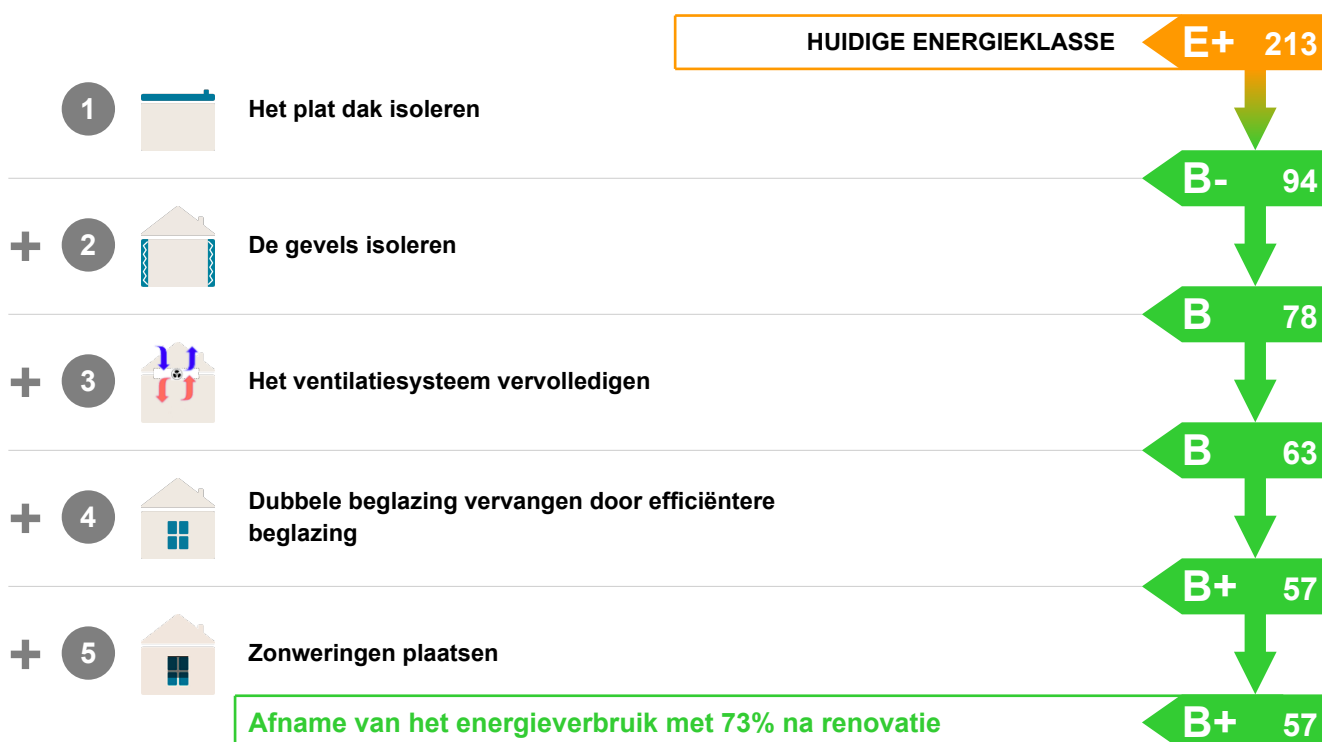 HUIDIGE ENERGIEKLASSE E+ 213
1 Het plat dak isoleren
B- 94
+ 2 De gevels isoleren
B 78
+ 3 Het ventilatiesysteem vervolledigen
B 63
+ 4 Dubbele beglazing vervangen door efficiëntere
beglazing
B+ 57
+ 5 Zonweringen plaatsen
Afname van het energieverbruik met 73% na renovatie B+ 57